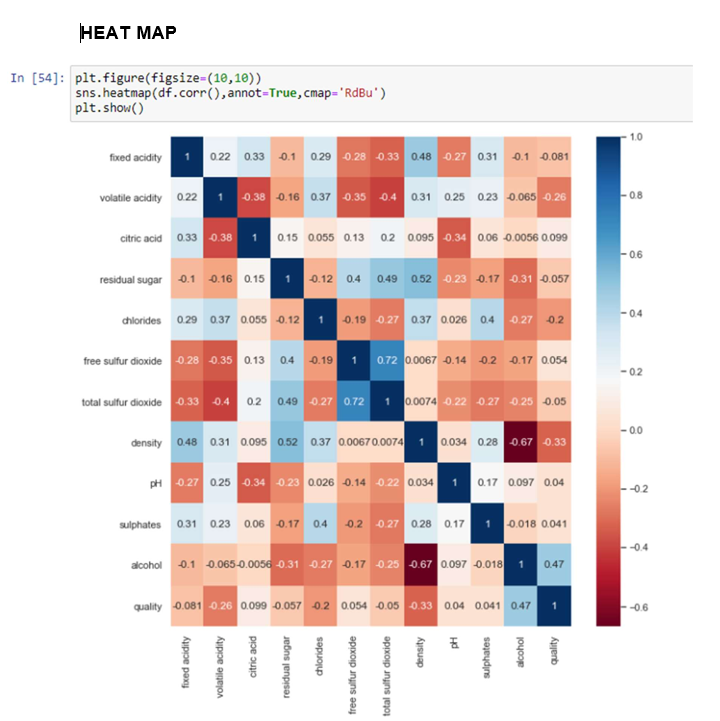 HEAT MAP
In [54]: plt.figure(figsize=(10,10))
sns.heatmap(df.corr(),annot=True,cmap='RdBu')
plt.show()
fixed acidity 1 0.22 0.33 -0.1 0.29 -0.28 -0.33 0.48 -0.27 0.31 -0.1 -0.081
volatile acidity 0.22 1 -0.38 -0.16 0.37 -0.35 -0.4 0.31 0.25 0.23 -0.065 -0.26
citric acid 0.33 -0.38 1 0.15 0.055 0.13 0.2 0.095 -0.34 0.06 -0.0056 0.099
residual sugar -0.1 -0.16 0.15 1 -0.12 0.4 0.49 0.52 -0.23 -0.17 -0.31 -0.057
chlorides 0.29 0.37 0.055 -0.12 1 -0.19 -0.27 0.37 0.026 0.4 -0.27 -0.2
free sulfur dioxide -0.28 -0.35 0.13 0.4 -0.19 1 0.72 0.0067 -0.14 -0.2 -0.17 0.054
total sulfur dioxide -0.33 -0.4 0.2 0.49 -0.27 0.72 1 0.0074 -0.22 -0.27 -0.25 -0.05
density 0.48 0.31 0.095 0.52 0.37 0.0067 0.0074 1 0.034 0.28 -0.67 -0.33
pH -0.27 0.25 -0.34 -0.23 0.026 -0.14 -0.22 0.034 1 0.17 0.097 0.04
sulphates 0.31 0.23 0.06 -0.17 0.4 -0.2 -0.27 0.28 0.17 1 -0.018 0.041
alcohol -0.1 -0.065 -0.0056 -0.31 -0.27 -0.17 -0.25 -0.67 0.097 -0.018 1 0.47
quality -0.081 -0.26 0.099 -0.057 -0.2 0.054 -0.05 -0.33 0.04 0.041 0.47 1
fixed acidity
volatile acidity
citric acid
residual sugar
chlorides
free sulfur dioxide
total sulfur dioxide
density
pH
sulphates
alcohol
quality
1.0
0.8
0.6
0.4
0.2
0.0
-0.2
-0.4
-0.6